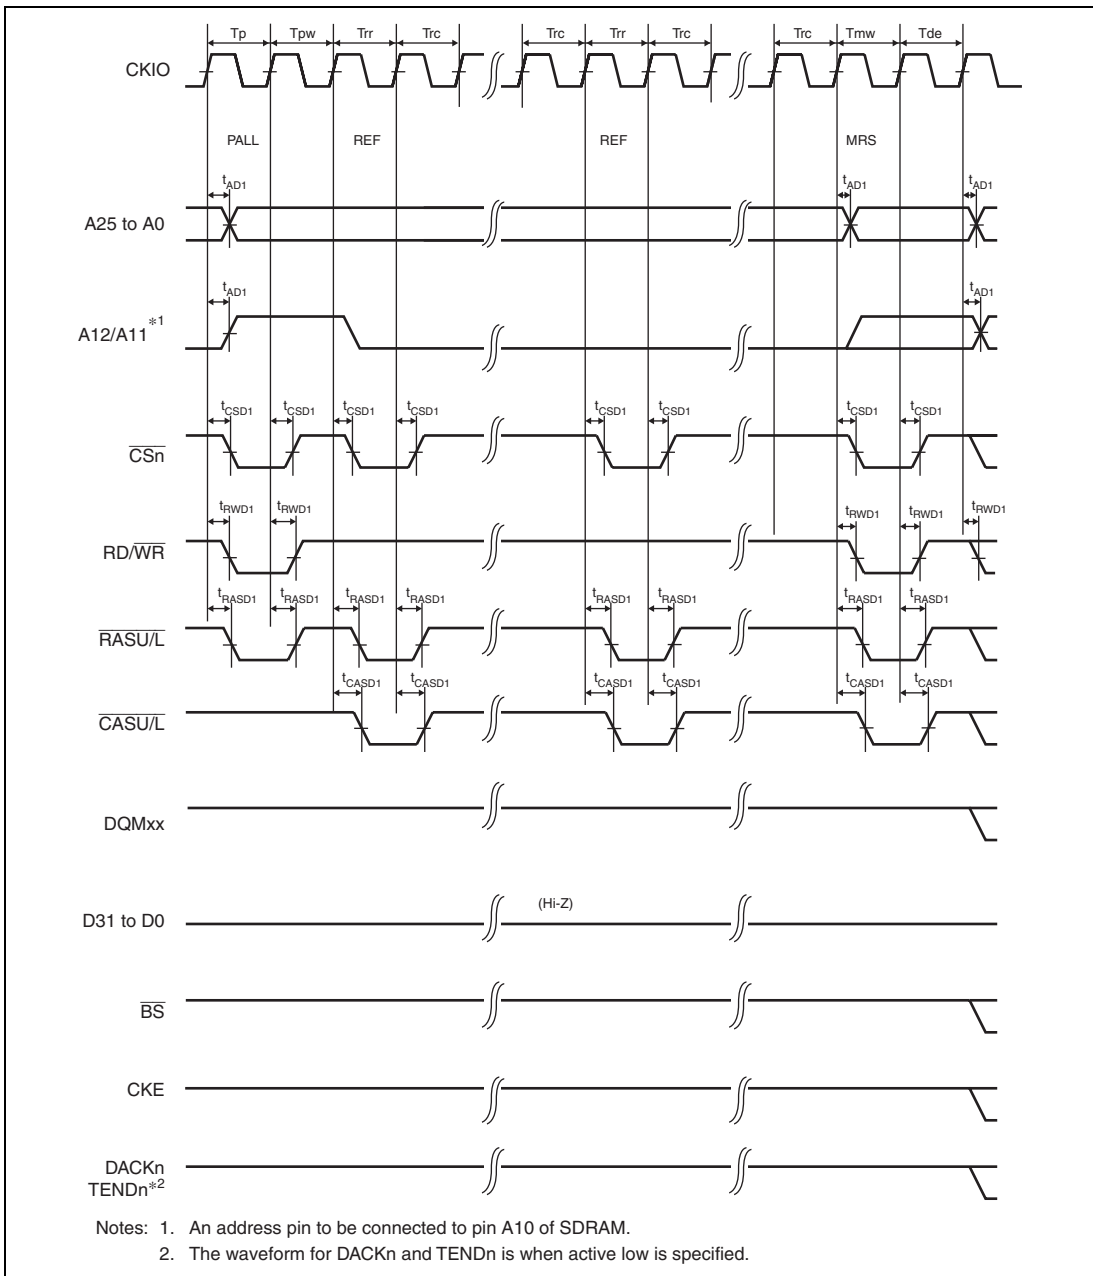 Tp Tpw Trr Trc Trc Trr Trc Trc Tmw Tde
CKIO
PALL REF REF MRS
tAD1 tAD1 tAD1
A25 to A0
tAD1 tAD1
A12/A11*1
tCSD1 tCSD1 tCSD1 tCSD1 tCSD1 tCSD1 tCSD1 tCSD1
CSn
tRWD1 tRWD1 tRWD1 tRWD1 tRWD1
RD/WR
tRASD1 tRASD1 tRASD1 tRASD1 tRASD1 tRASD1 tRASD1 tRASD1
RASU/L
tCASD1 tCASD1 tCASD1 tCASD1 tCASD1 tCASD1
CASU/L
DQMxx
(Hi-Z)
D31 to D0
BS
CKE
DACKn
TENDn*2
Notes: 1. An address pin to be connected to pin A10 of SDRAM.
2. The waveform for DACKn and TENDn is when active low is specified.